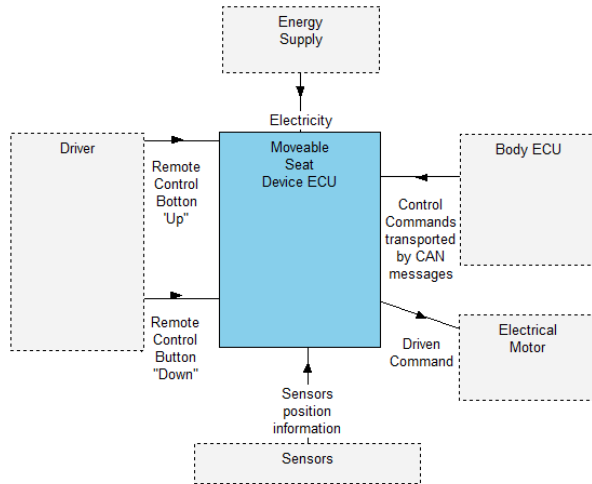 Energy
Supply
Electricity
Driver
Moveable
Seat
Device ECU
Body ECU
Remote
Control
Botton
'Up"
Control
Commands
transported
by CAN
messages
Remote
Control
Button
"Down"
Driven
Command
Electrical
Motor
Sensors
position
information
Sensors